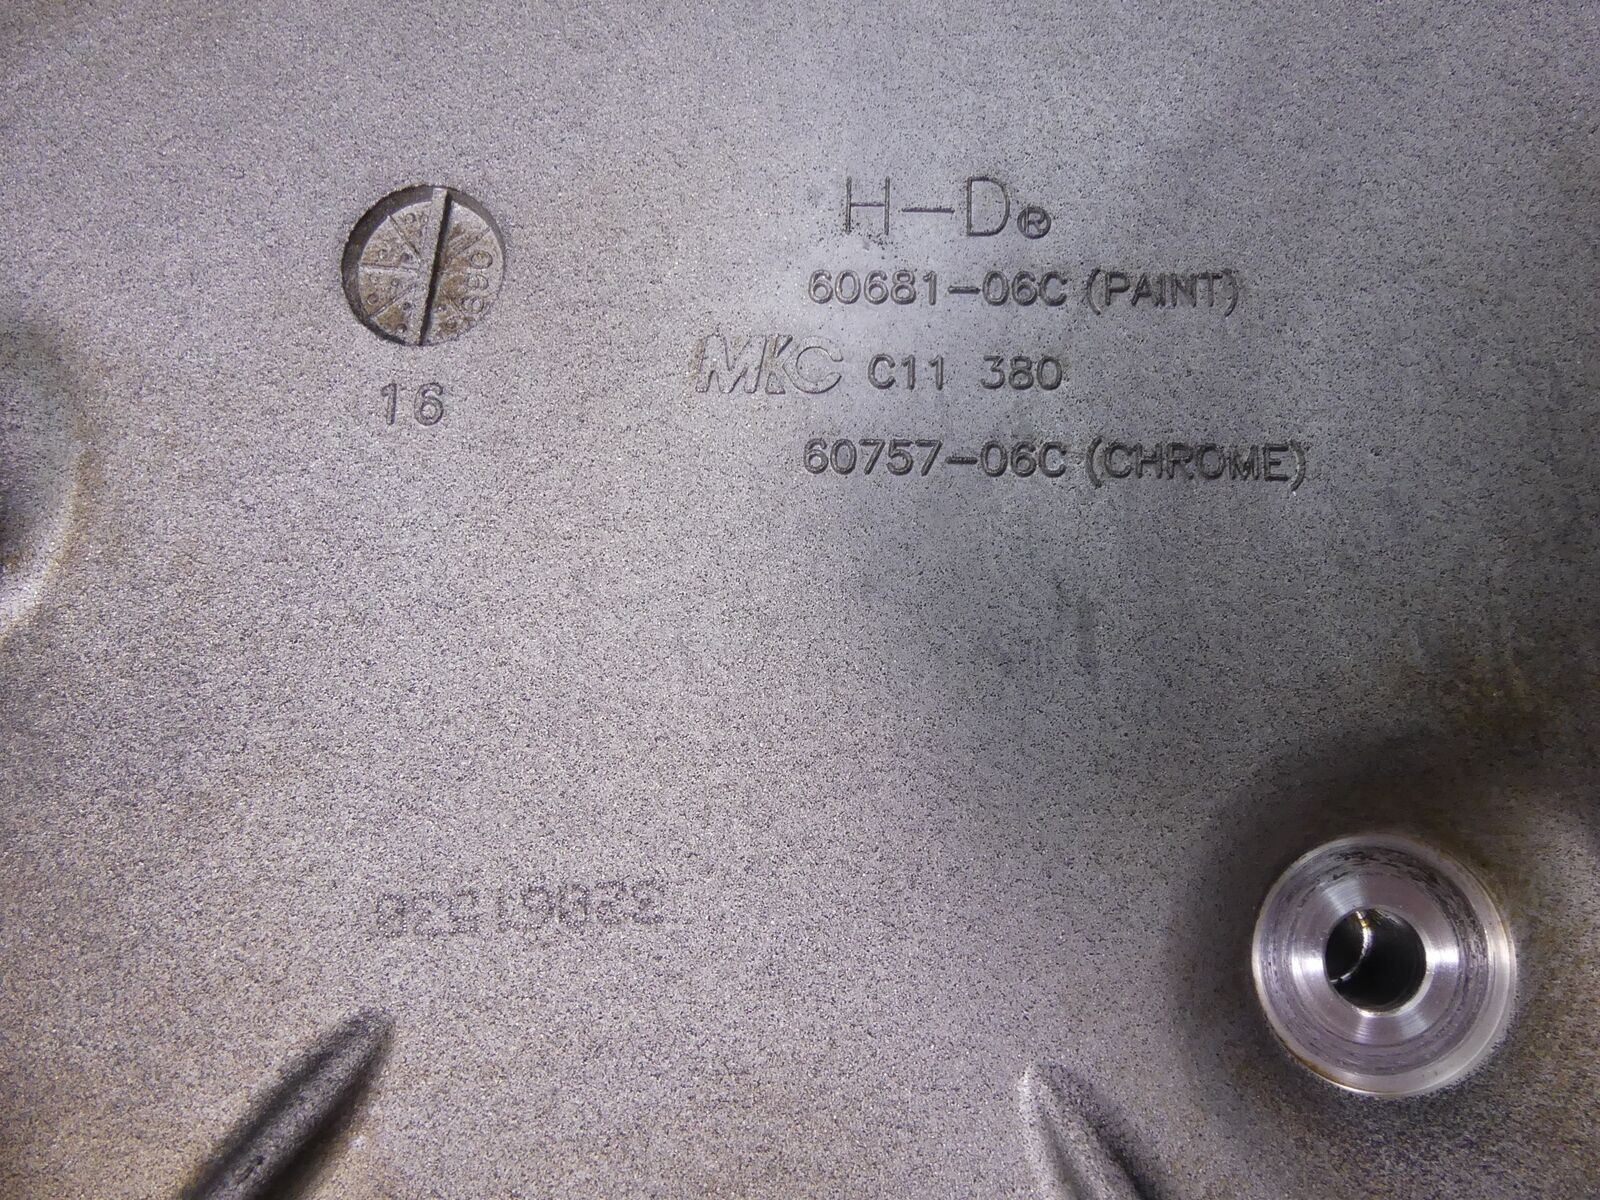 H-D®
60681-06C (PAINT)
MKC C11 380
16
60757-06C (CHROME)